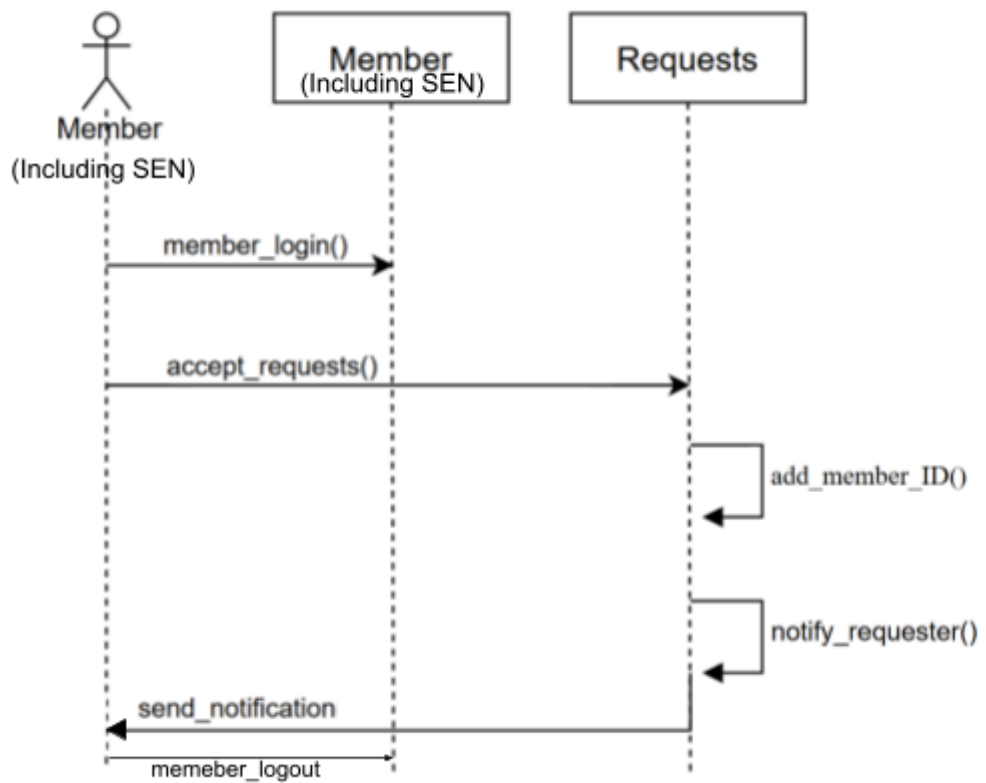 Member
(Including SEN)
Requests
Member
(Including SEN)
member_login()
accept_requests()
add_member_ID()
notify_requester()
send_notification
memeber_logout